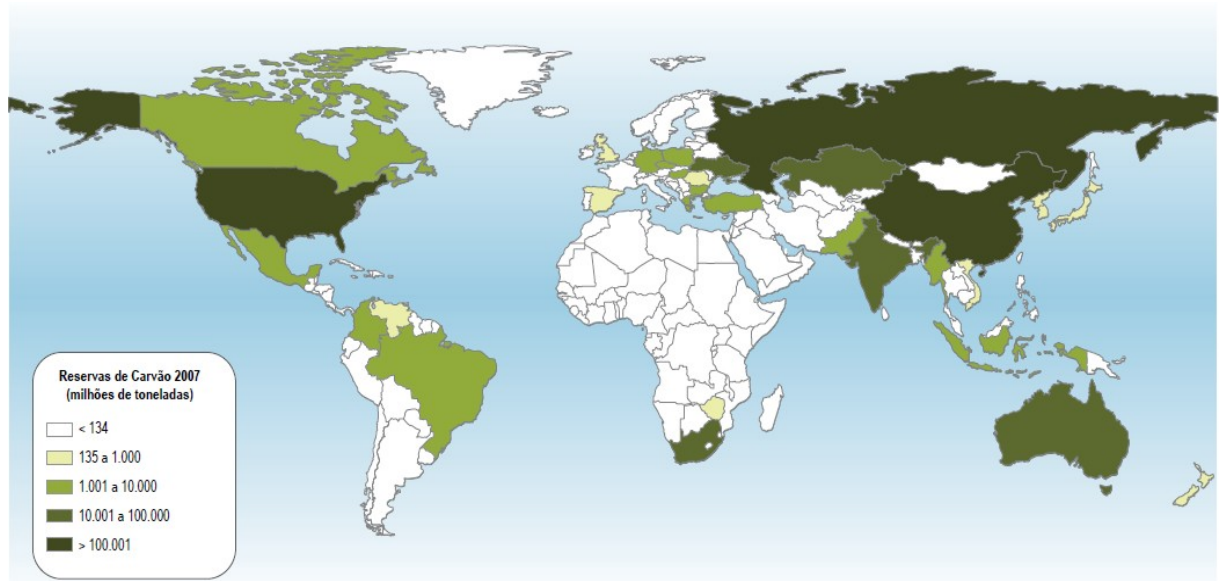 Reservas de Carvão 2007
(milhões de toneladas)
< 134
135 a 1.000
1.001 a 10.000
10.001 a 100.000
> 100.001